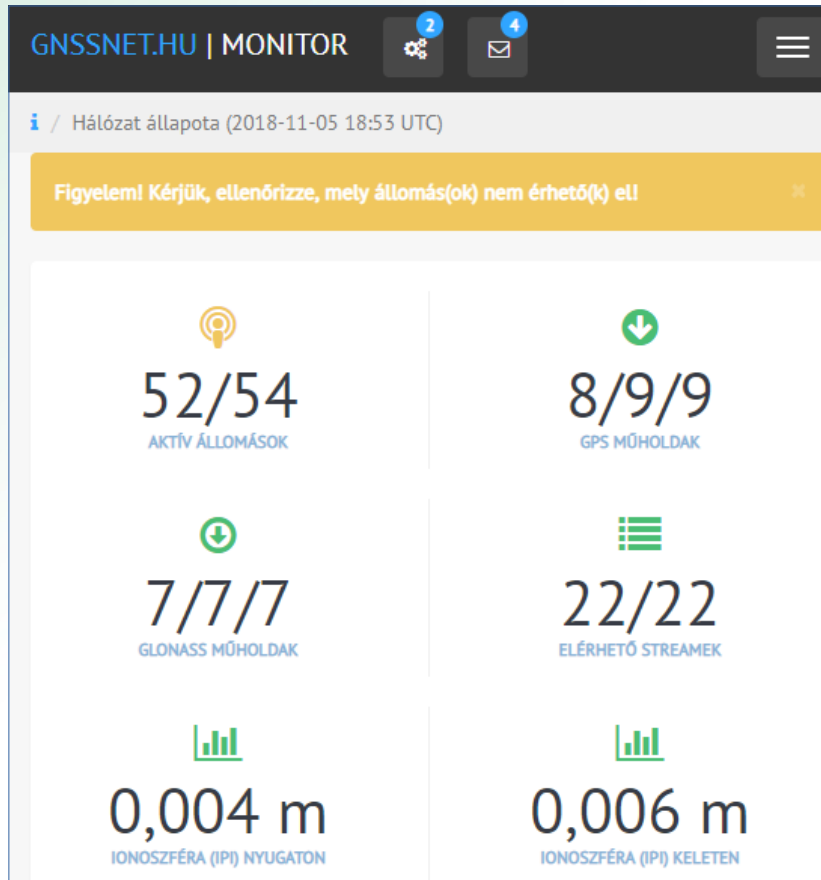 GNSSNET.HU | MONITOR 2 4
i / Hálózat állapota (2018-11-05 18:53 UTC)
Figyelem! Kérjük, ellenőrizze, mely állomás(ok) nem érhető(k) el! ×
52/54 8/9/9
AKTÍV ÁLLOMÁSOK GPS MŰHOLDAK
7/7/7 22/22
GLONASS MŰHOLDAK ELÉRHETŐ STREAMEK
0,004 m 0,006 m
IONOSZFÉRA (IPI) NYUGATON IONOSZFÉRA (IPI) KELETEN